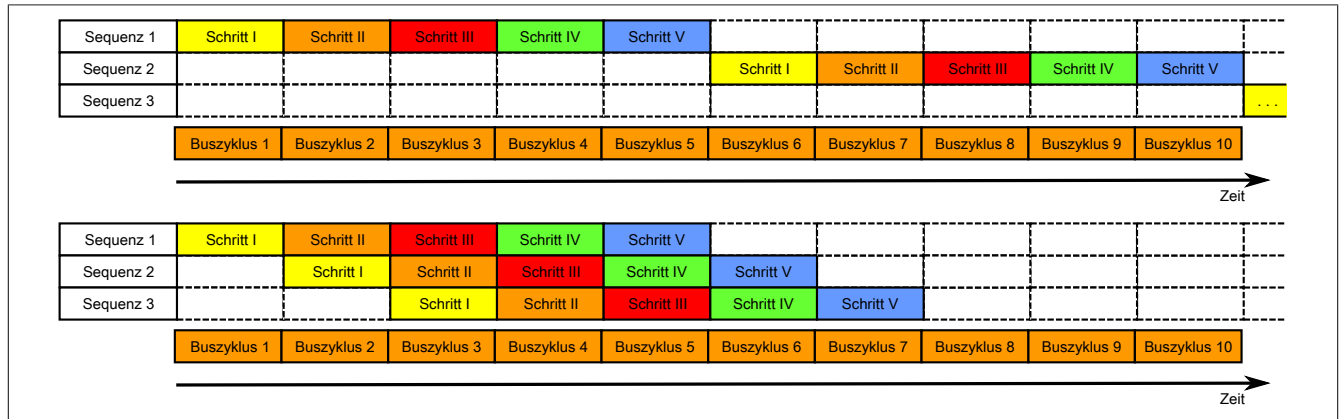 Sequenz 1 Schritt I Schritt II Schritt III Schritt IV Schritt V
Sequenz 2 Schritt I Schritt II Schritt III Schritt IV Schritt V
Sequenz 3 . . .
Buszyklus 1 Buszyklus 2 Buszyklus 3 Buszyklus 4 Buszyklus 5 Buszyklus 6 Buszyklus 7 Buszyklus 8 Buszyklus 9 Buszyklus 10
Zeit
Sequenz 1 Schritt I Schritt II Schritt III Schritt IV Schritt V
Sequenz 2 Schritt I Schritt II Schritt III Schritt IV Schritt V
Sequenz 3 Schritt I Schritt II Schritt III Schritt IV Schritt V
Buszyklus 1 Buszyklus 2 Buszyklus 3 Buszyklus 4 Buszyklus 5 Buszyklus 6 Buszyklus 7 Buszyklus 8 Buszyklus 9 Buszyklus 10
Zeit